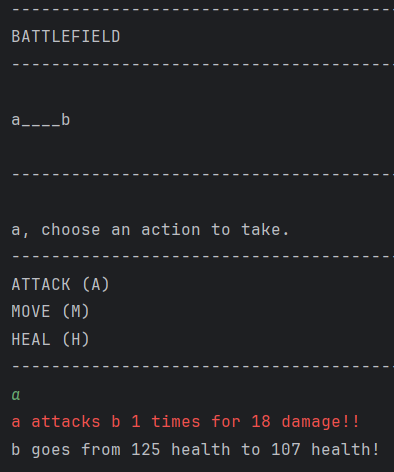 ----------------------------------------
BATTLEFIELD
----------------------------------------
a____b
----------------------------------------
a, choose an action to take.
----------------------------------------
ATTACK (A)
MOVE (M)
HEAL (H)
----------------------------------------
a
a attacks b 1 times for 18 damage!!
b goes from 125 health to 107 health!